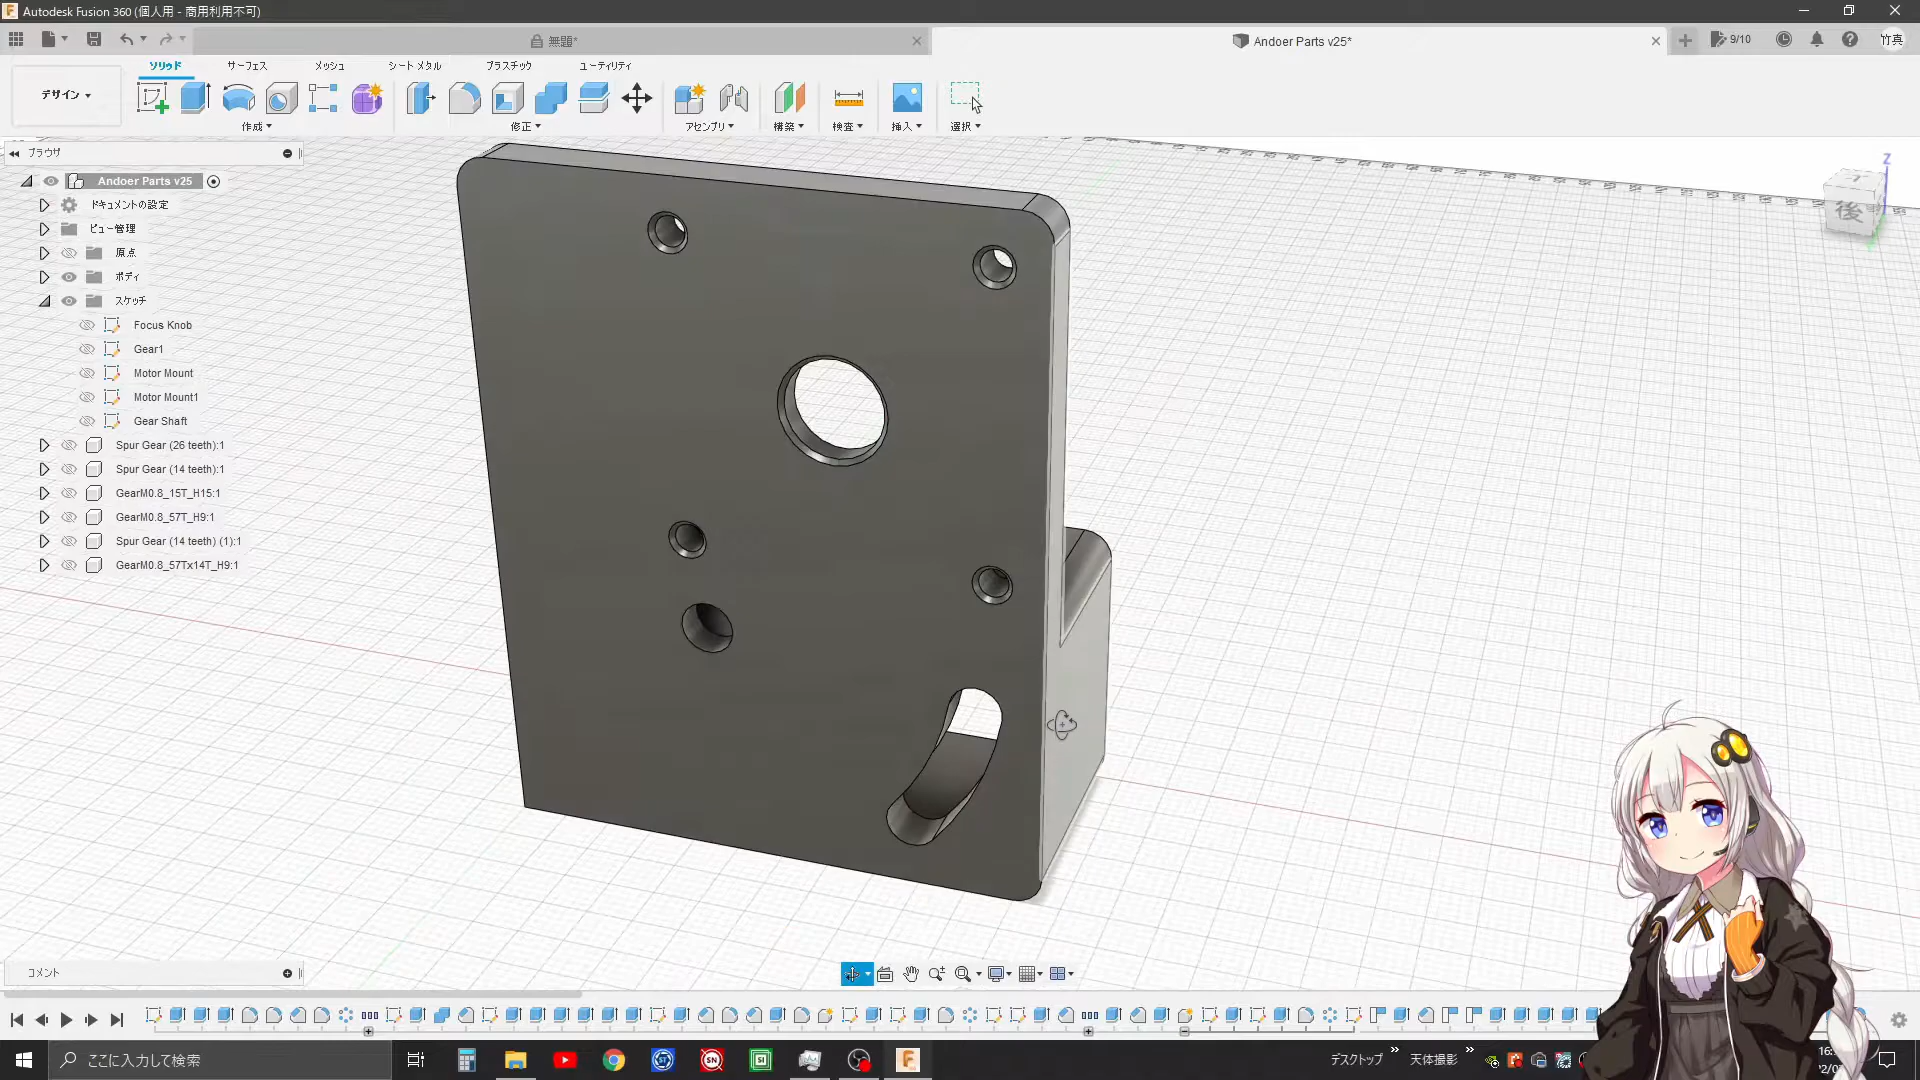 Autodesk Fusion 360 (個人用 - 商用利用不可)
無題*
Andoer Parts v25*
9/10
竹真
デザイン
ソリッド
サーフェス
メッシュ
シート メタル
プラスチック
ユーティリティ
作成
修正
アセンブリ
構築
検査
挿入
選択
ブラウザ
Andoer Parts v25
ドキュメントの設定
ビュー管理
原点
ボディ
スケッチ
Focus Knob
Gear1
Motor Mount
Motor Mount1
Gear Shaft
Spur Gear (26 teeth):1
Spur Gear (14 teeth):1
GearM0.8_15T_H15:1
GearM0.8_57T_H9:1
Spur Gear (14 teeth) (1):1
GearM0.8_57Tx14T_H9:1
Z
後
コメント
ここに入力して検索
デスクトップ
天体撮影